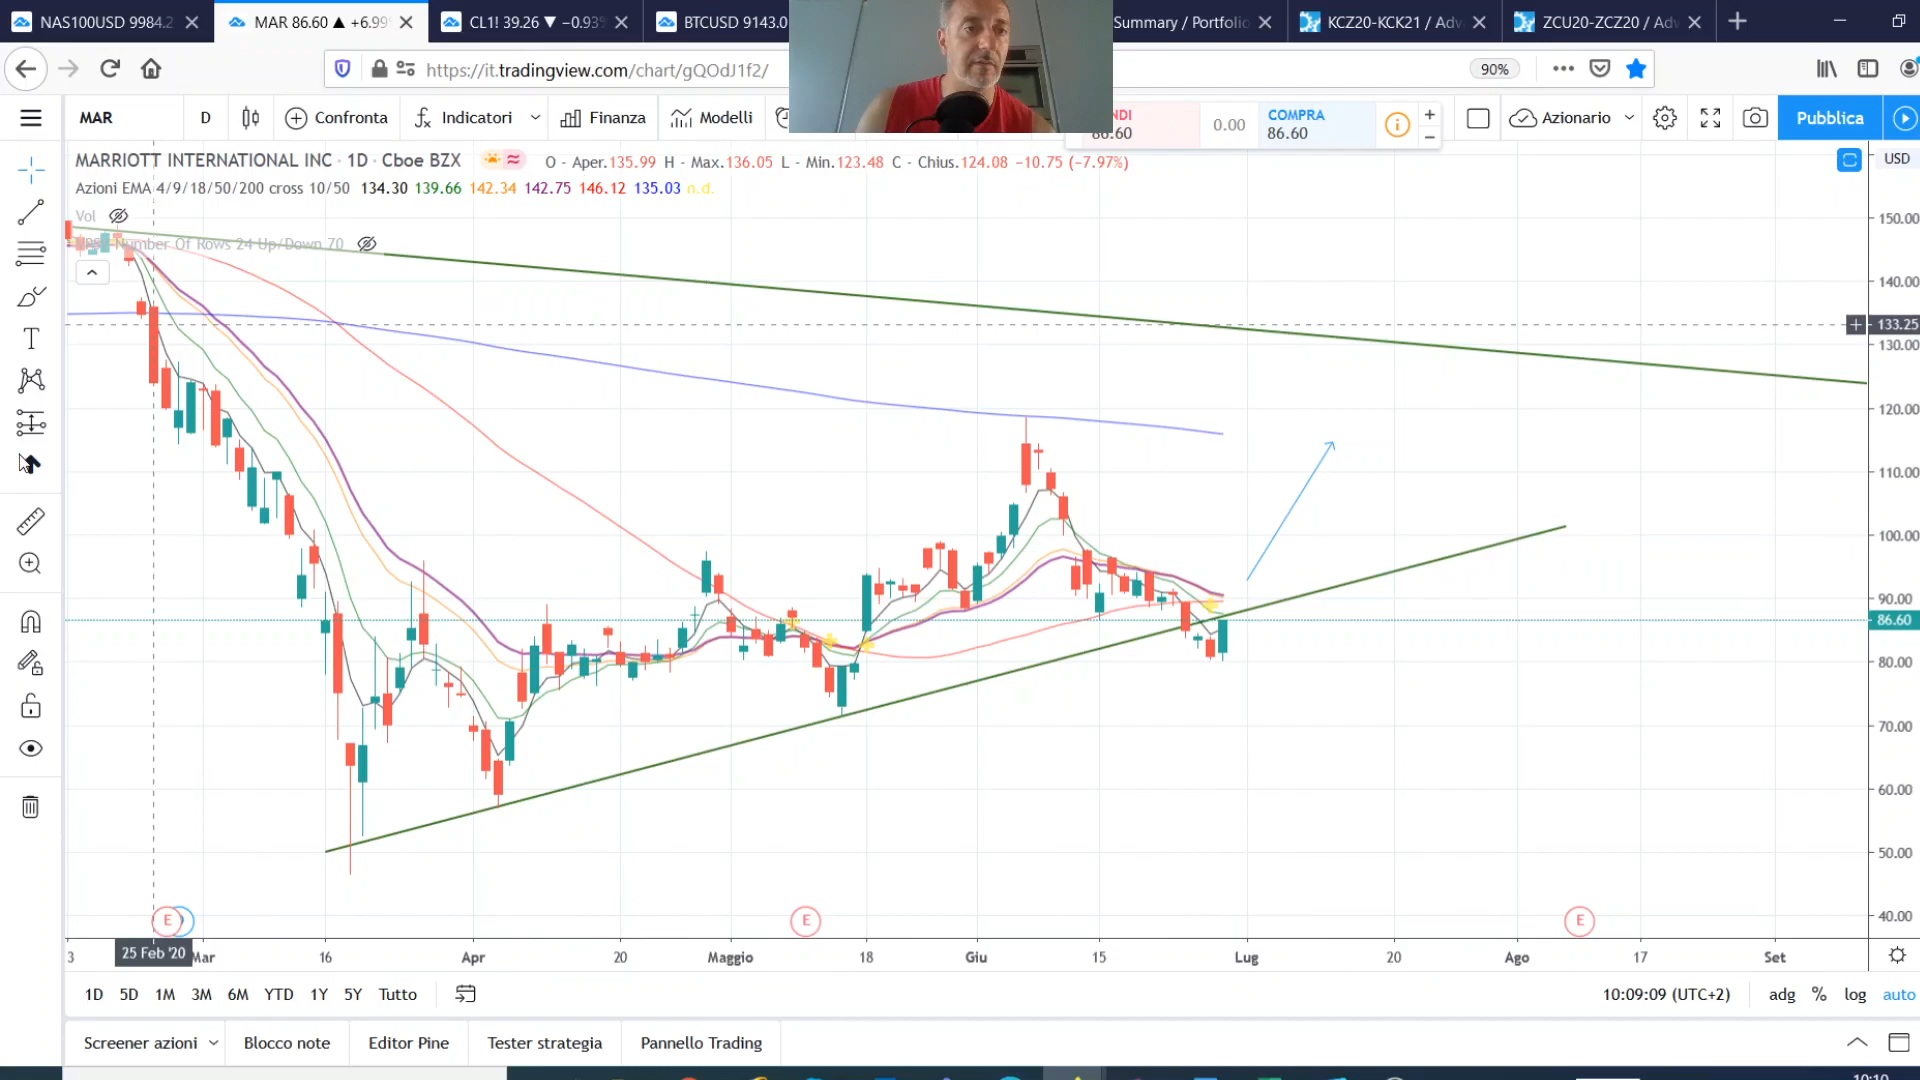 NAS100USD 9984.2
MAR 86.60 ▲ +6.99
CL1! 39.26 ▼ −0.93
BTCUSD 9143.0
Summary / Portfolio
KCZ20-KCK21 / Adv
ZCU20-ZCZ20 / Adv
https://it.tradingview.com/chart/gQOdJ1f2/
90%
MAR D Confronta Indicatori Finanza Modelli
NDI
86.60
0.00
COMPRA
86.60
Azionario
Pubblica
MARRIOTT INTERNATIONAL INC · 1D · Cboe BZX
O - Aper.135.99 H - Max.136.05 L - Min.123.48 C - Chius.124.08 −10.75 (−7.97%)
USD
Azioni EMA 4/9/18/50/200 cross 10/50 134.30 139.66 142.34 142.75 146.12 135.03 n.d.
Vol
Number Of Rows 24 Up/Down 70
150.00
140.00
133.25
130.00
120.00
110.00
100.00
90.00
86.60
80.00
70.00
60.00
50.00
40.00
E
E
E
3 25 Feb '20 Mar 16 Apr 20 Maggio 18 Giu 15 Lug 20 Ago 17 Set
1D 5D 1M 3M 6M YTD 1Y 5Y Tutto
10:09:09 (UTC+2) adg % log auto
Screener azioni Blocco note Editor Pine Tester strategia Pannello Trading
10:10